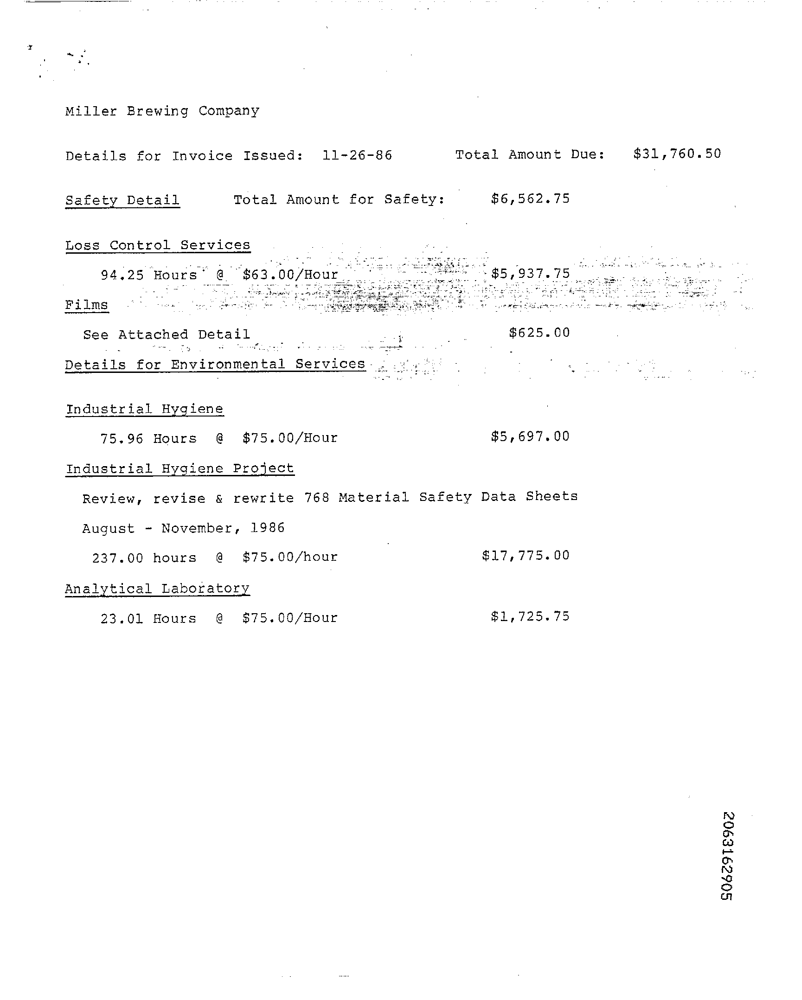 Miller Brewing Company
Details for Invoice Issued: 11-26-86 Total Amount Due: $31,760.50
Safety Detail Total Amount for Safety: $6,562.75
Loss Control Services
94.25 Hours @ $63.00/Hour $5,937.75
Films
See Attached Detail $625.00
Details for Environmental Services
Industrial Hygiene
75.96 Hours @ $75.00/Hour $5,697.00
Industrial Hygiene Project
Review, revise & rewrite 768 Material Safety Data Sheets
August - November, 1986
237.00 hours @ $75.00/hour $17,775.00
Analytical Laboratory
23.01 Hours @ $75.00/Hour $1,725.75
2063162905